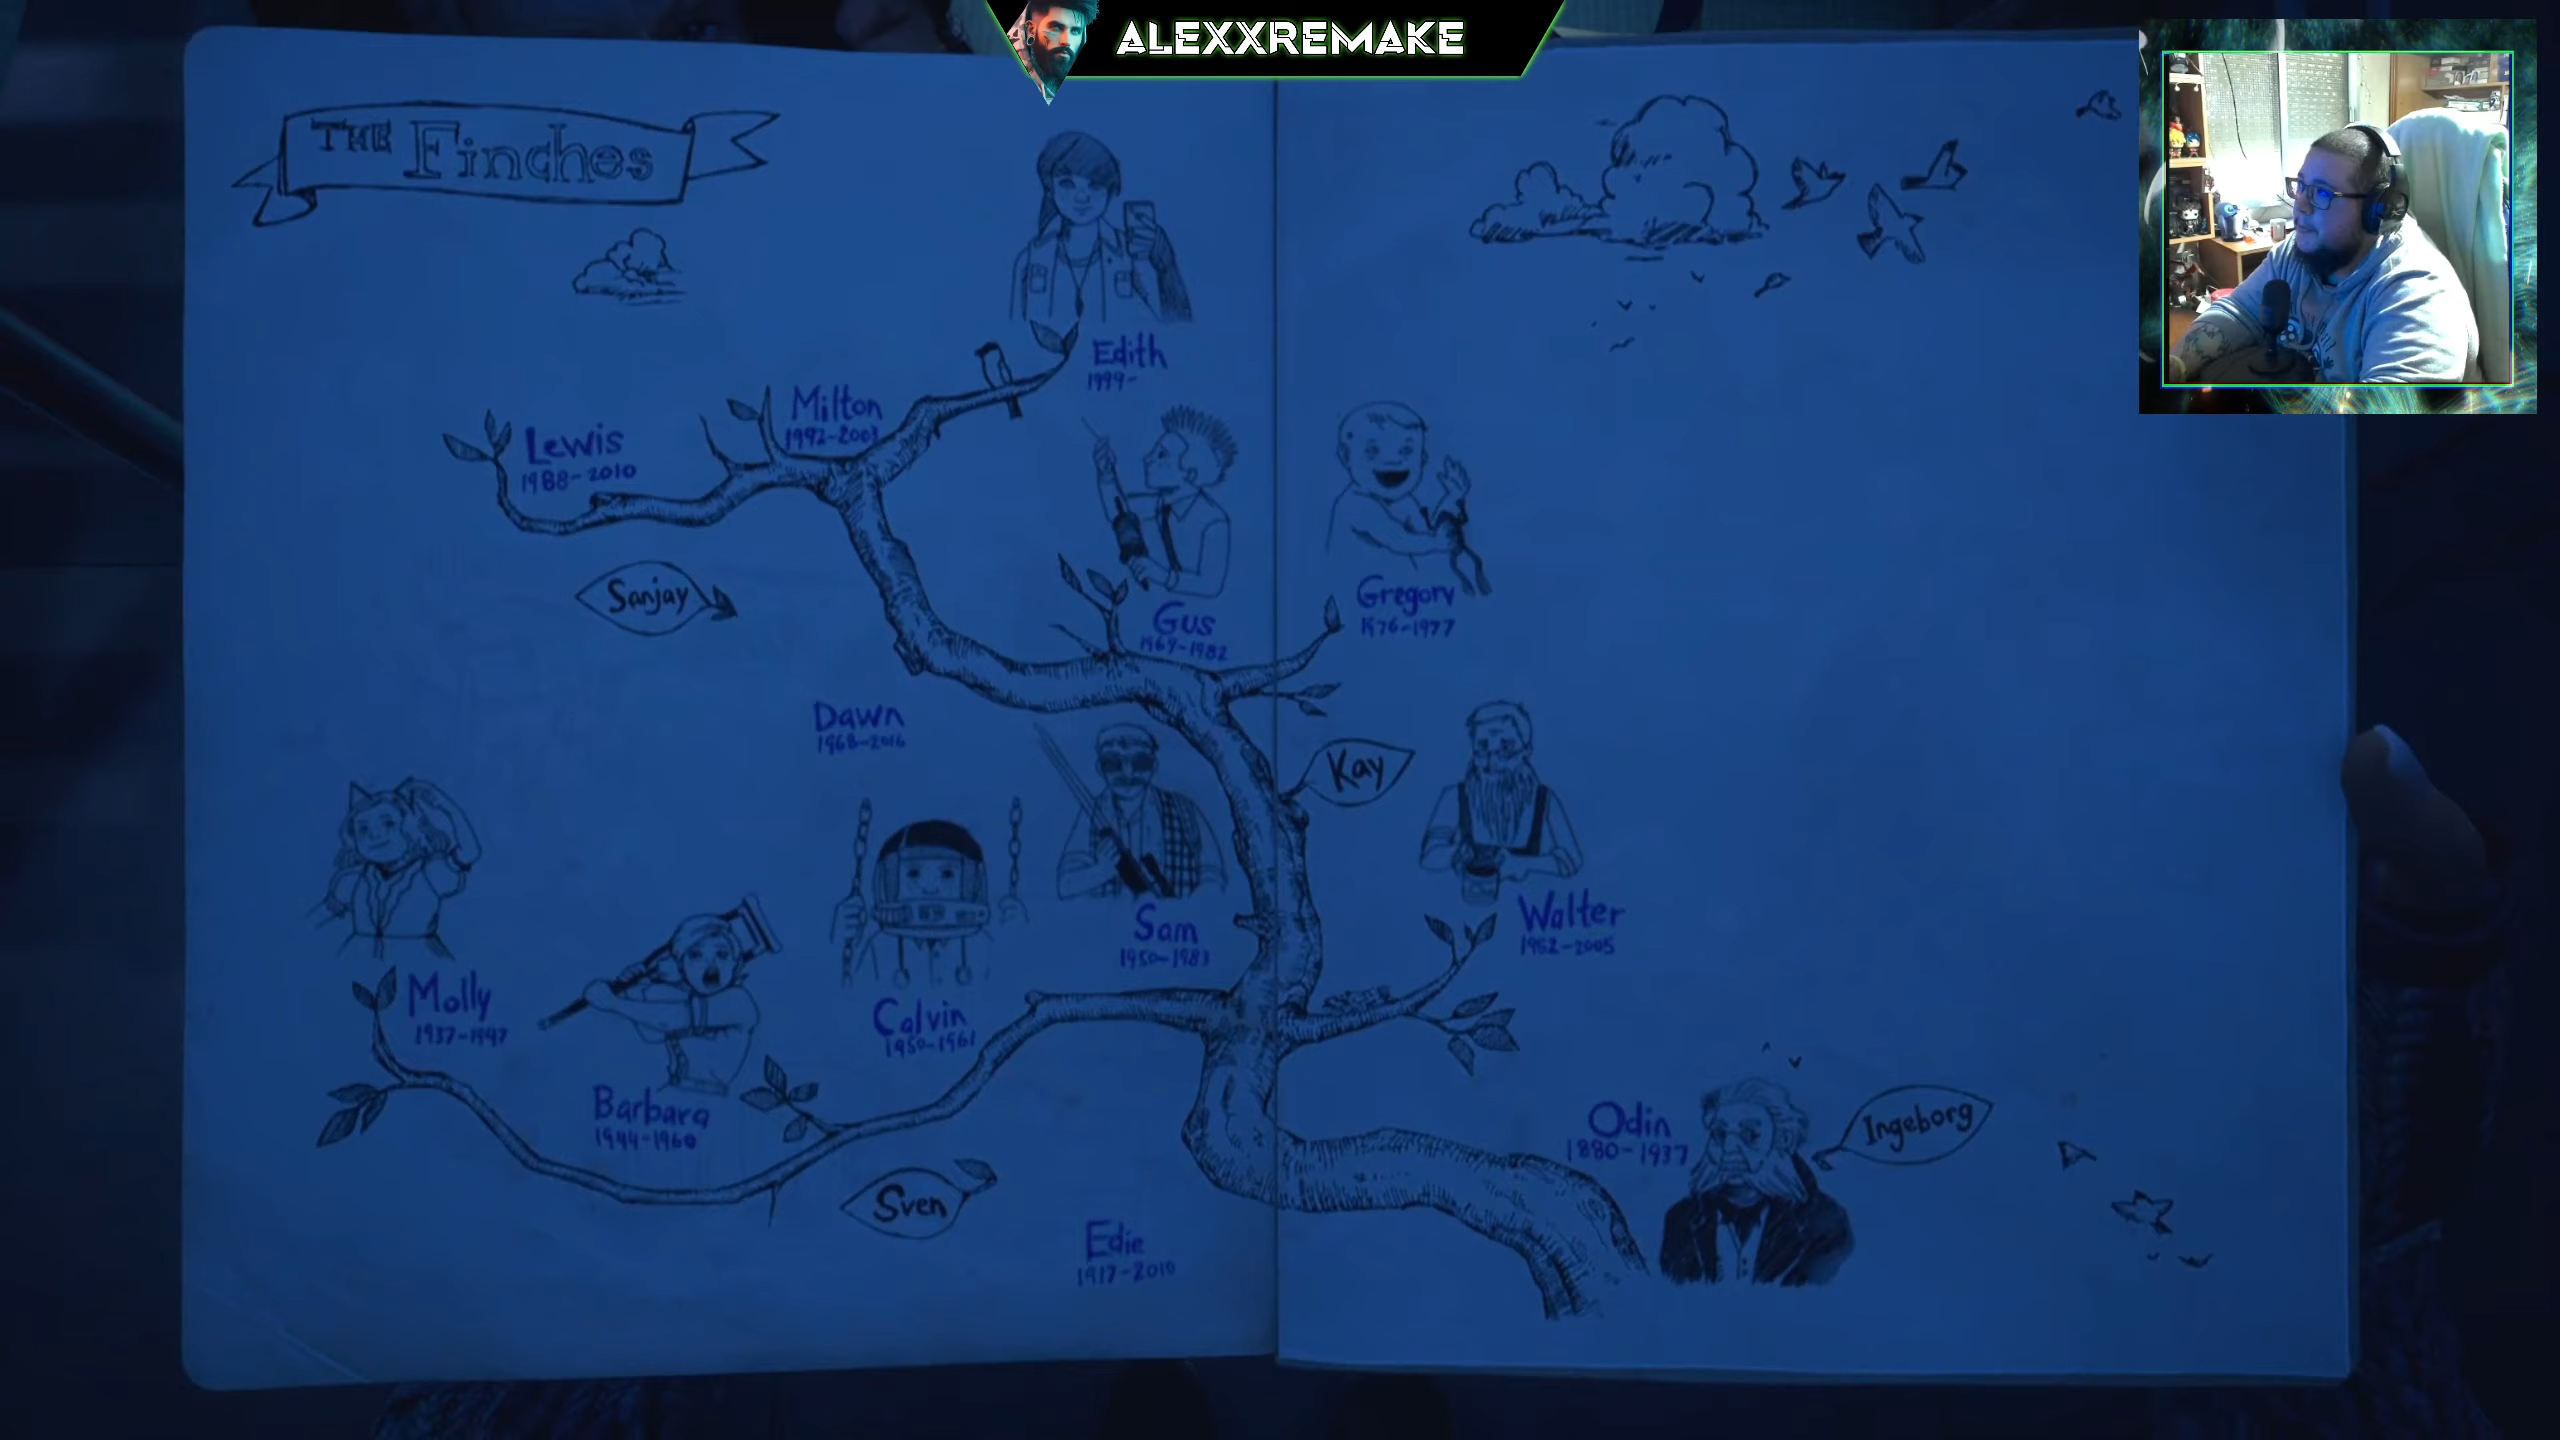 ALEXXREMAKE
THE Finches
Edith
1999-
Milton
1992-2003
Lewis
1988-2010
Sanjay
Gus
1969-1982
Gregory
1976-1977
Dawn
1968-2016
Kay
Sam
1950-1983
Walter
1952-2005
Molly
1937-1947
Calvin
1950-1961
Barbara
1944-1960
Odin
1880-1937
Ingeborg
Sven
Edie
1917-2010